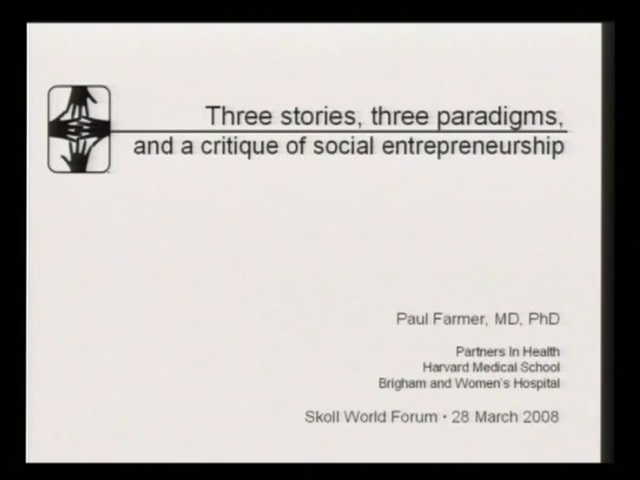 Three stories, three paradigms,
and a critique of social entrepreneurship
Paul Farmer, MD, PhD
Partners In Health
Harvard Medical School
Brigham and Women's Hospital
Skoll World Forum • 28 March 2008